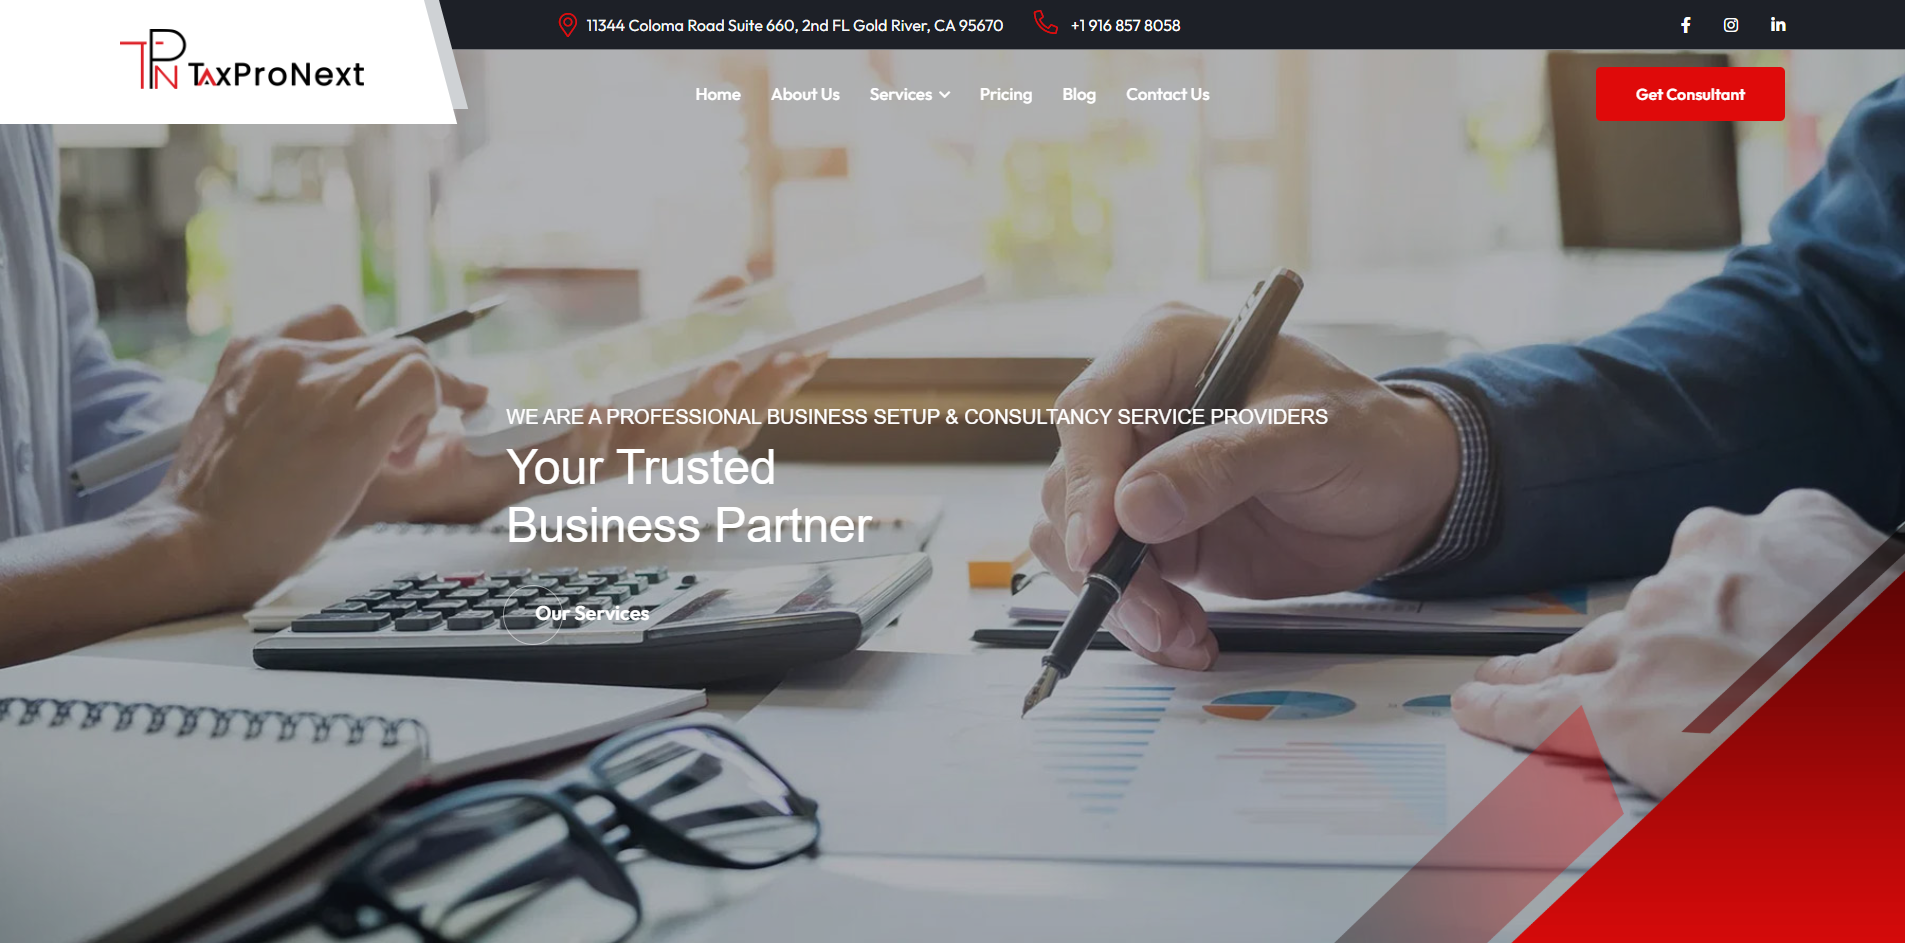 TPN TaxProNext
11344 Coloma Road Suite 660, 2nd FL Gold River, CA 95670
+1 916 857 8058
Home
About Us
Services
Pricing
Blog
Contact Us
Get Consultant
WE ARE A PROFESSIONAL BUSINESS SETUP & CONSULTANCY SERVICE PROVIDERS
Your Trusted
Business Partner
Our Services